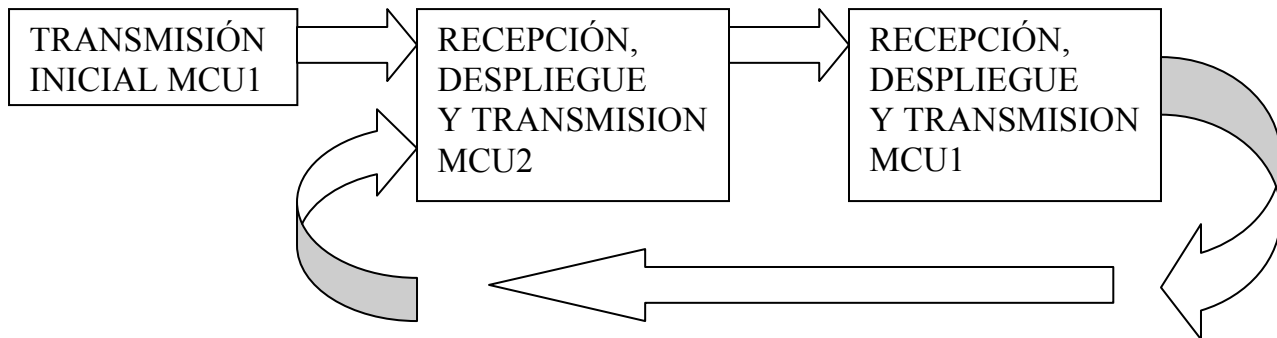 TRANSMISIÓN
INICIAL MCU1
RECEPCIÓN,
DESPLIEGUE
Y TRANSMISION
MCU2
RECEPCIÓN,
DESPLIEGUE
Y TRANSMISION
MCU1